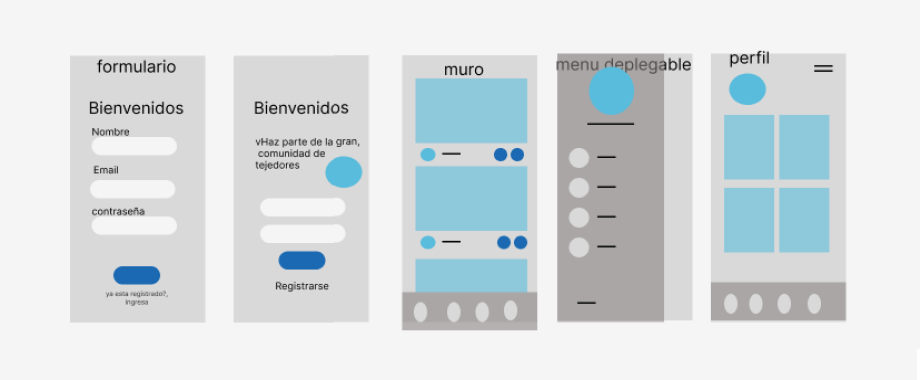 formulario
Bienvenidos
Nombre
Email
contraseña
ya esta registrado?,
ingresa
Bienvenidos
vHaz parte de la gran,
comunidad de
tejedores
Registrarse
muro
menu deplegable
perfil